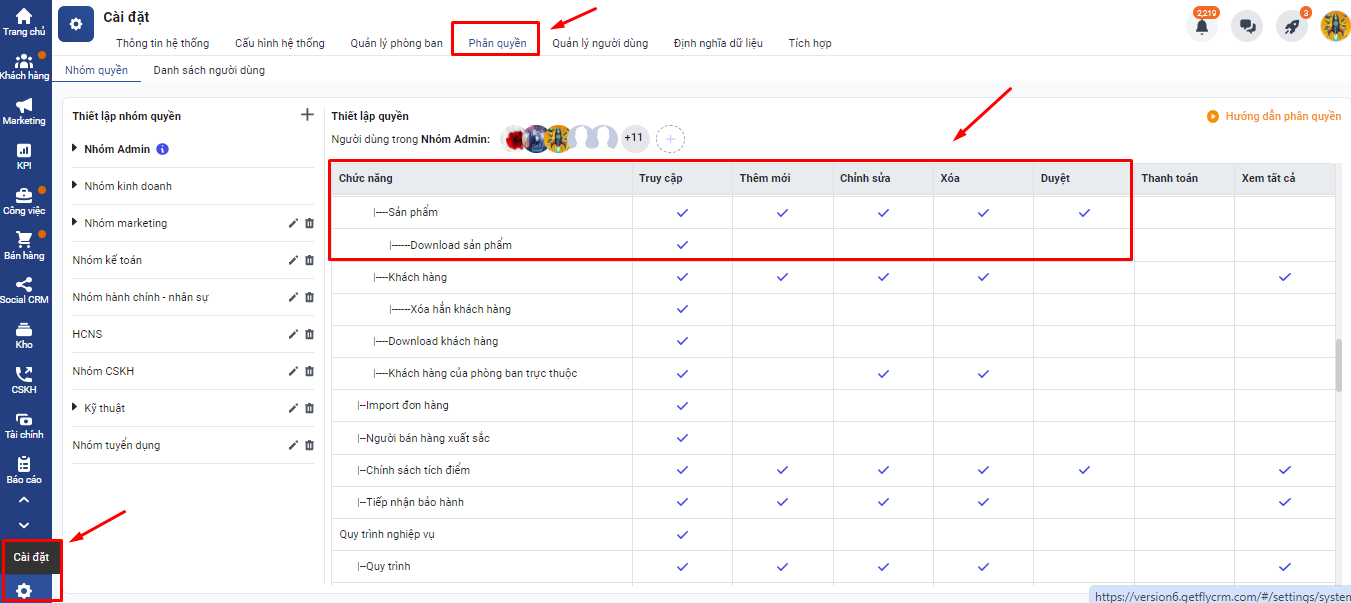 Cài đặt
2,219
3
Thông tin hệ thống Cấu hình hệ thống Quản lý phòng ban Phân quyền Quản lý người dùng Định nghĩa dữ liệu Tích hợp
Nhóm quyền Danh sách người dùng
Trang chủ
Khách hàng
Marketing
KPI
Công việc
Bán hàng
Social CRM
Kho
CSKH
Tài chính
Báo cáo
Cài đặt
Thiết lập nhóm quyền
Nhóm Admin
Nhóm kinh doanh
Nhóm marketing
Nhóm kế toán
Nhóm hành chính - nhân sự
HCNS
Nhóm CSKH
Kỹ thuật
Nhóm tuyển dụng
Thiết lập quyền
Hướng dẫn phân quyền
Người dùng trong Nhóm Admin: +11
Chức năng Truy cập Thêm mới Chỉnh sửa Xóa Duyệt Thanh toán Xem tất cả
|----Sản phẩm
|------Download sản phẩm
|----Khách hàng
|------Xóa hẳn khách hàng
|----Download khách hàng
|----Khách hàng của phòng ban trực thuộc
|--Import đơn hàng
|--Người bán hàng xuất sắc
|--Chính sách tích điểm
|--Tiếp nhận bảo hành
Quy trình nghiệp vụ
|--Quy trình
https://version6.getflycrm.com/#/settings/system